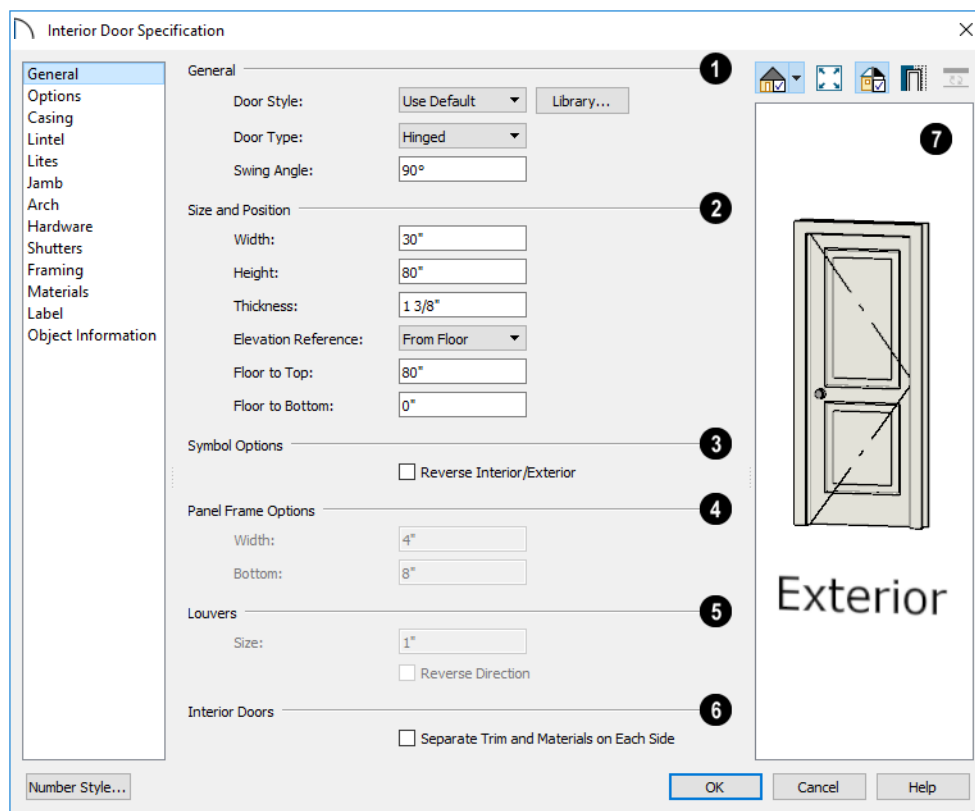 Interior Door Specification
General
Options
Casing
Lintel
Lites
Jamb
Arch
Hardware
Shutters
Framing
Materials
Label
Object Information
General 1
Door Style: Use Default Library...
Door Type: Hinged
Swing Angle: 90°
Size and Position 2
Width: 30"
Height: 80"
Thickness: 1 3/8"
Elevation Reference: From Floor
Floor to Top: 80"
Floor to Bottom: 0"
Symbol Options 3
Reverse Interior/Exterior
Panel Frame Options 4
Width: 4"
Bottom: 8"
Louvers 5
Size: 1"
Reverse Direction
Interior Doors 6
Separate Trim and Materials on Each Side
7
Exterior
Number Style... OK Cancel Help